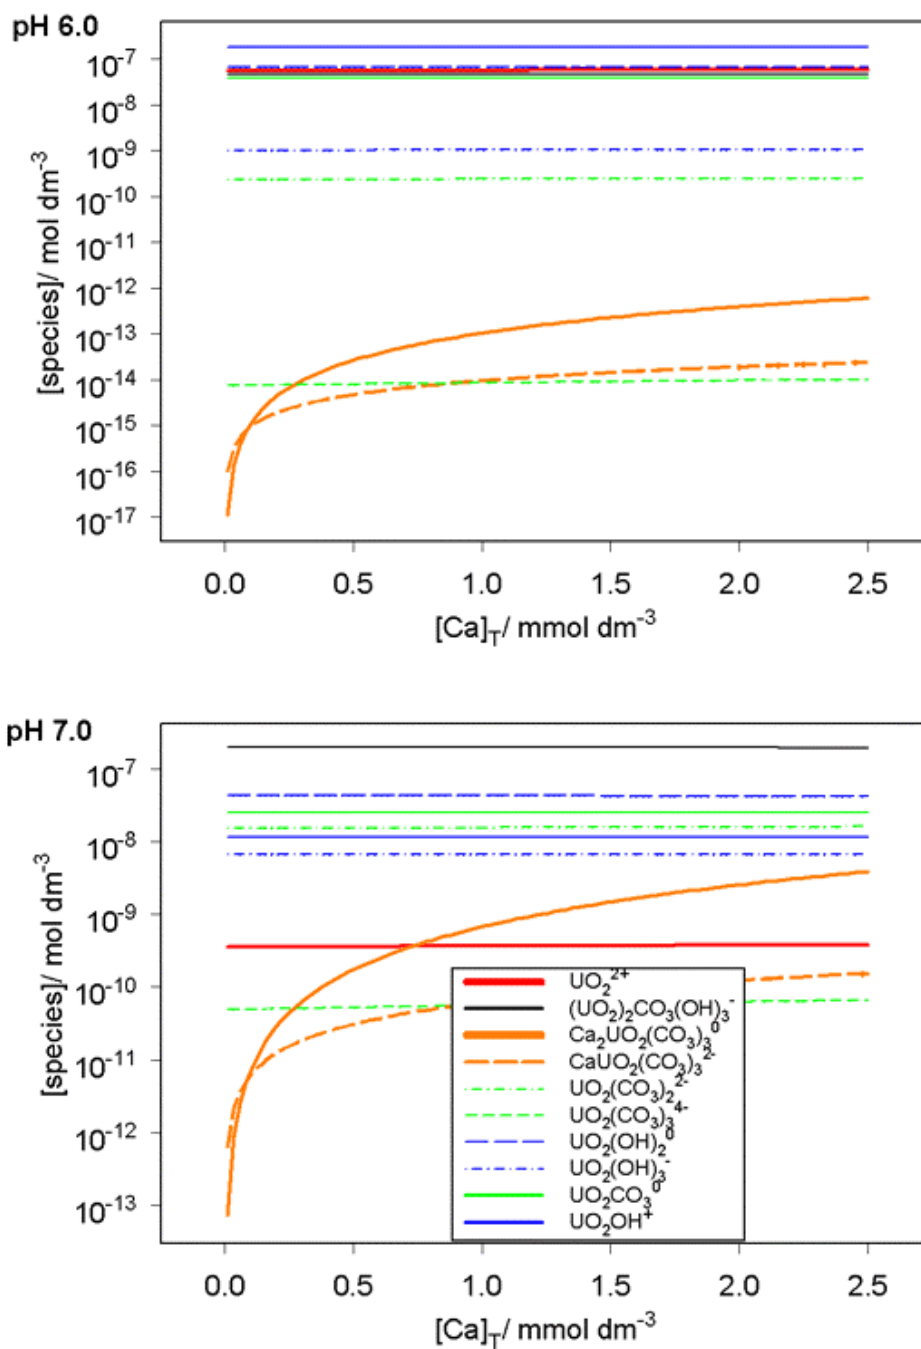 pH 6.0
10⁻⁷
10⁻⁸
10⁻⁹
10⁻¹⁰
10⁻¹¹
10⁻¹²
10⁻¹³
10⁻¹⁴
10⁻¹⁵
10⁻¹⁶
10⁻¹⁷
[species]/ mol dm⁻³
0.0 0.5 1.0 1.5 2.0 2.5
[Ca]_T/ mmol dm⁻³
pH 7.0
10⁻⁷
10⁻⁸
10⁻⁹
10⁻¹⁰
10⁻¹¹
10⁻¹²
10⁻¹³
[species]/ mol dm⁻³
UO₂²⁺
(UO₂)₂CO₃(OH)₃⁻
Ca₂UO₂(CO₃)₃⁰
CaUO₂(CO₃)₃²⁻
UO₂(CO₃)₂²⁻
UO₂(CO₃)₃⁴⁻
UO₂(OH)₂⁰
UO₂(OH)₃⁻
UO₂CO₃⁰
UO₂OH⁺
0.0 0.5 1.0 1.5 2.0 2.5
[Ca]_T/ mmol dm⁻³